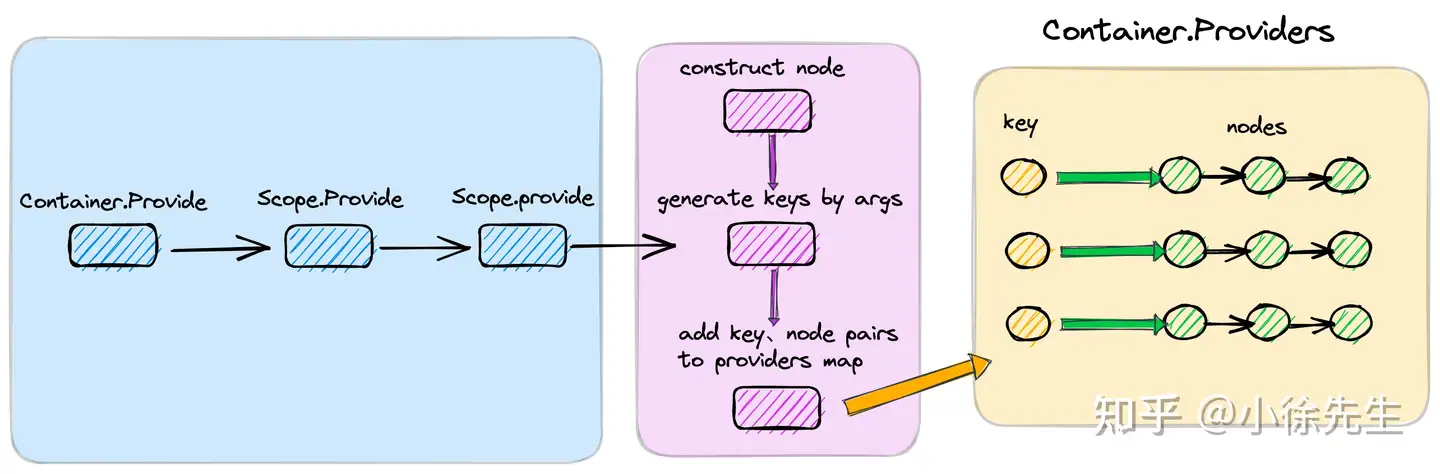 Container.Providers
construct node
key
nodes
Container.Provide
Scope.Provide
Scope.provide
generate keys by args
add key、node pairs
to providers map
知乎 @小徐先生